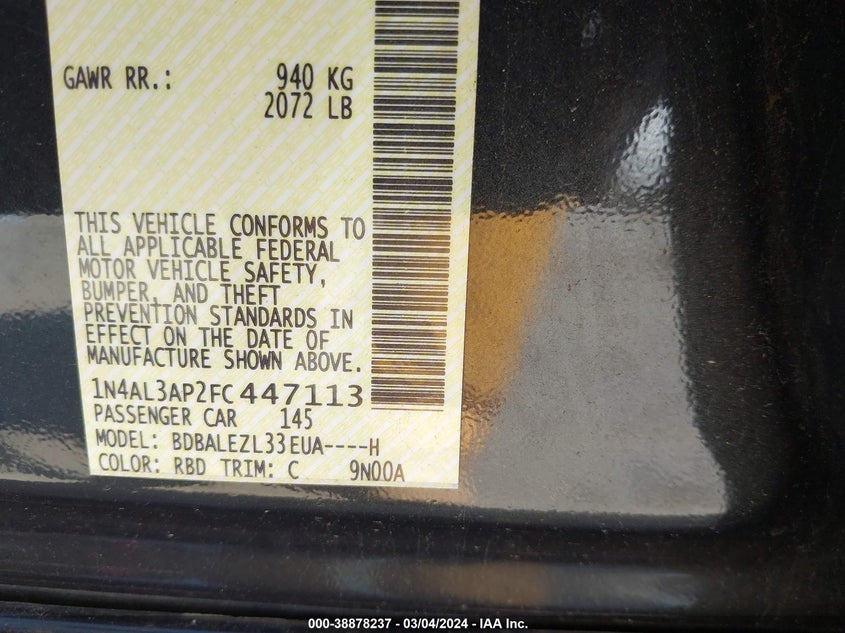 GAWR RR.: 940 KG
2072 LB
THIS VEHICLE CONFORMS TO
ALL APPLICABLE FEDERAL
MOTOR VEHICLE SAFETY,
BUMPER, AND THEFT
PREVENTION STANDARDS IN
EFFECT ON THE DATE OF
MANUFACTURE SHOWN ABOVE.
1N4AL3AP2FC447113
PASSENGER CAR 145
MODEL: BDBALEZL33EUA----H
COLOR: RBD TRIM: C 9N00A
000-38878237 - 03/04/2024 - IAA Inc.